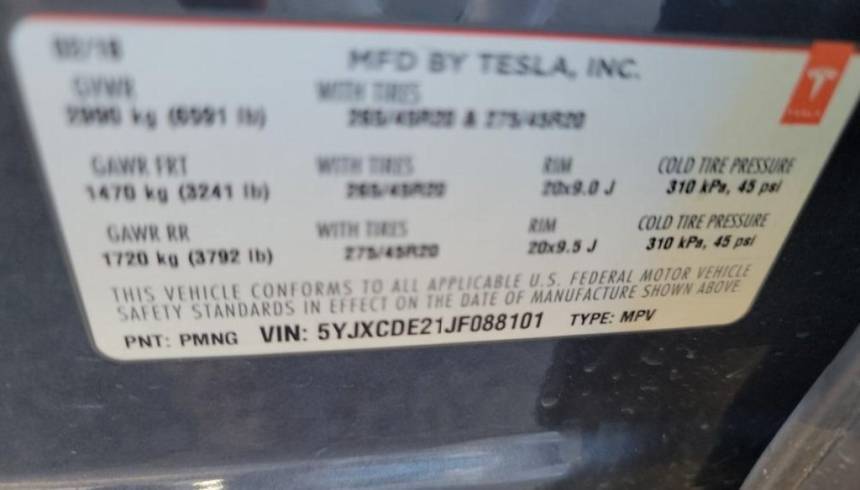 MFD BY TESLA, INC.
GVWR
WITH TIRES
2990 kg (6591 lb)
265/45R20 & 275/45R20
GAWR FRT
WITH TIRES
RIM
COLD TIRE PRESSURE
1470 kg (3241 lb)
265/45R20
20x9.0 J
310 kPa, 45 psi
GAWR RR
WITH TIRES
RIM
COLD TIRE PRESSURE
1720 kg (3792 lb)
275/45R20
20x9.5 J
310 kPa, 45 psi
THIS VEHICLE CONFORMS TO ALL APPLICABLE U.S. FEDERAL MOTOR VEHICLE
SAFETY STANDARDS IN EFFECT ON THE DATE OF MANUFACTURE SHOWN ABOVE
PNT: PMNG VIN: 5YJXCDE21JF088101 TYPE: MPV
TESLA